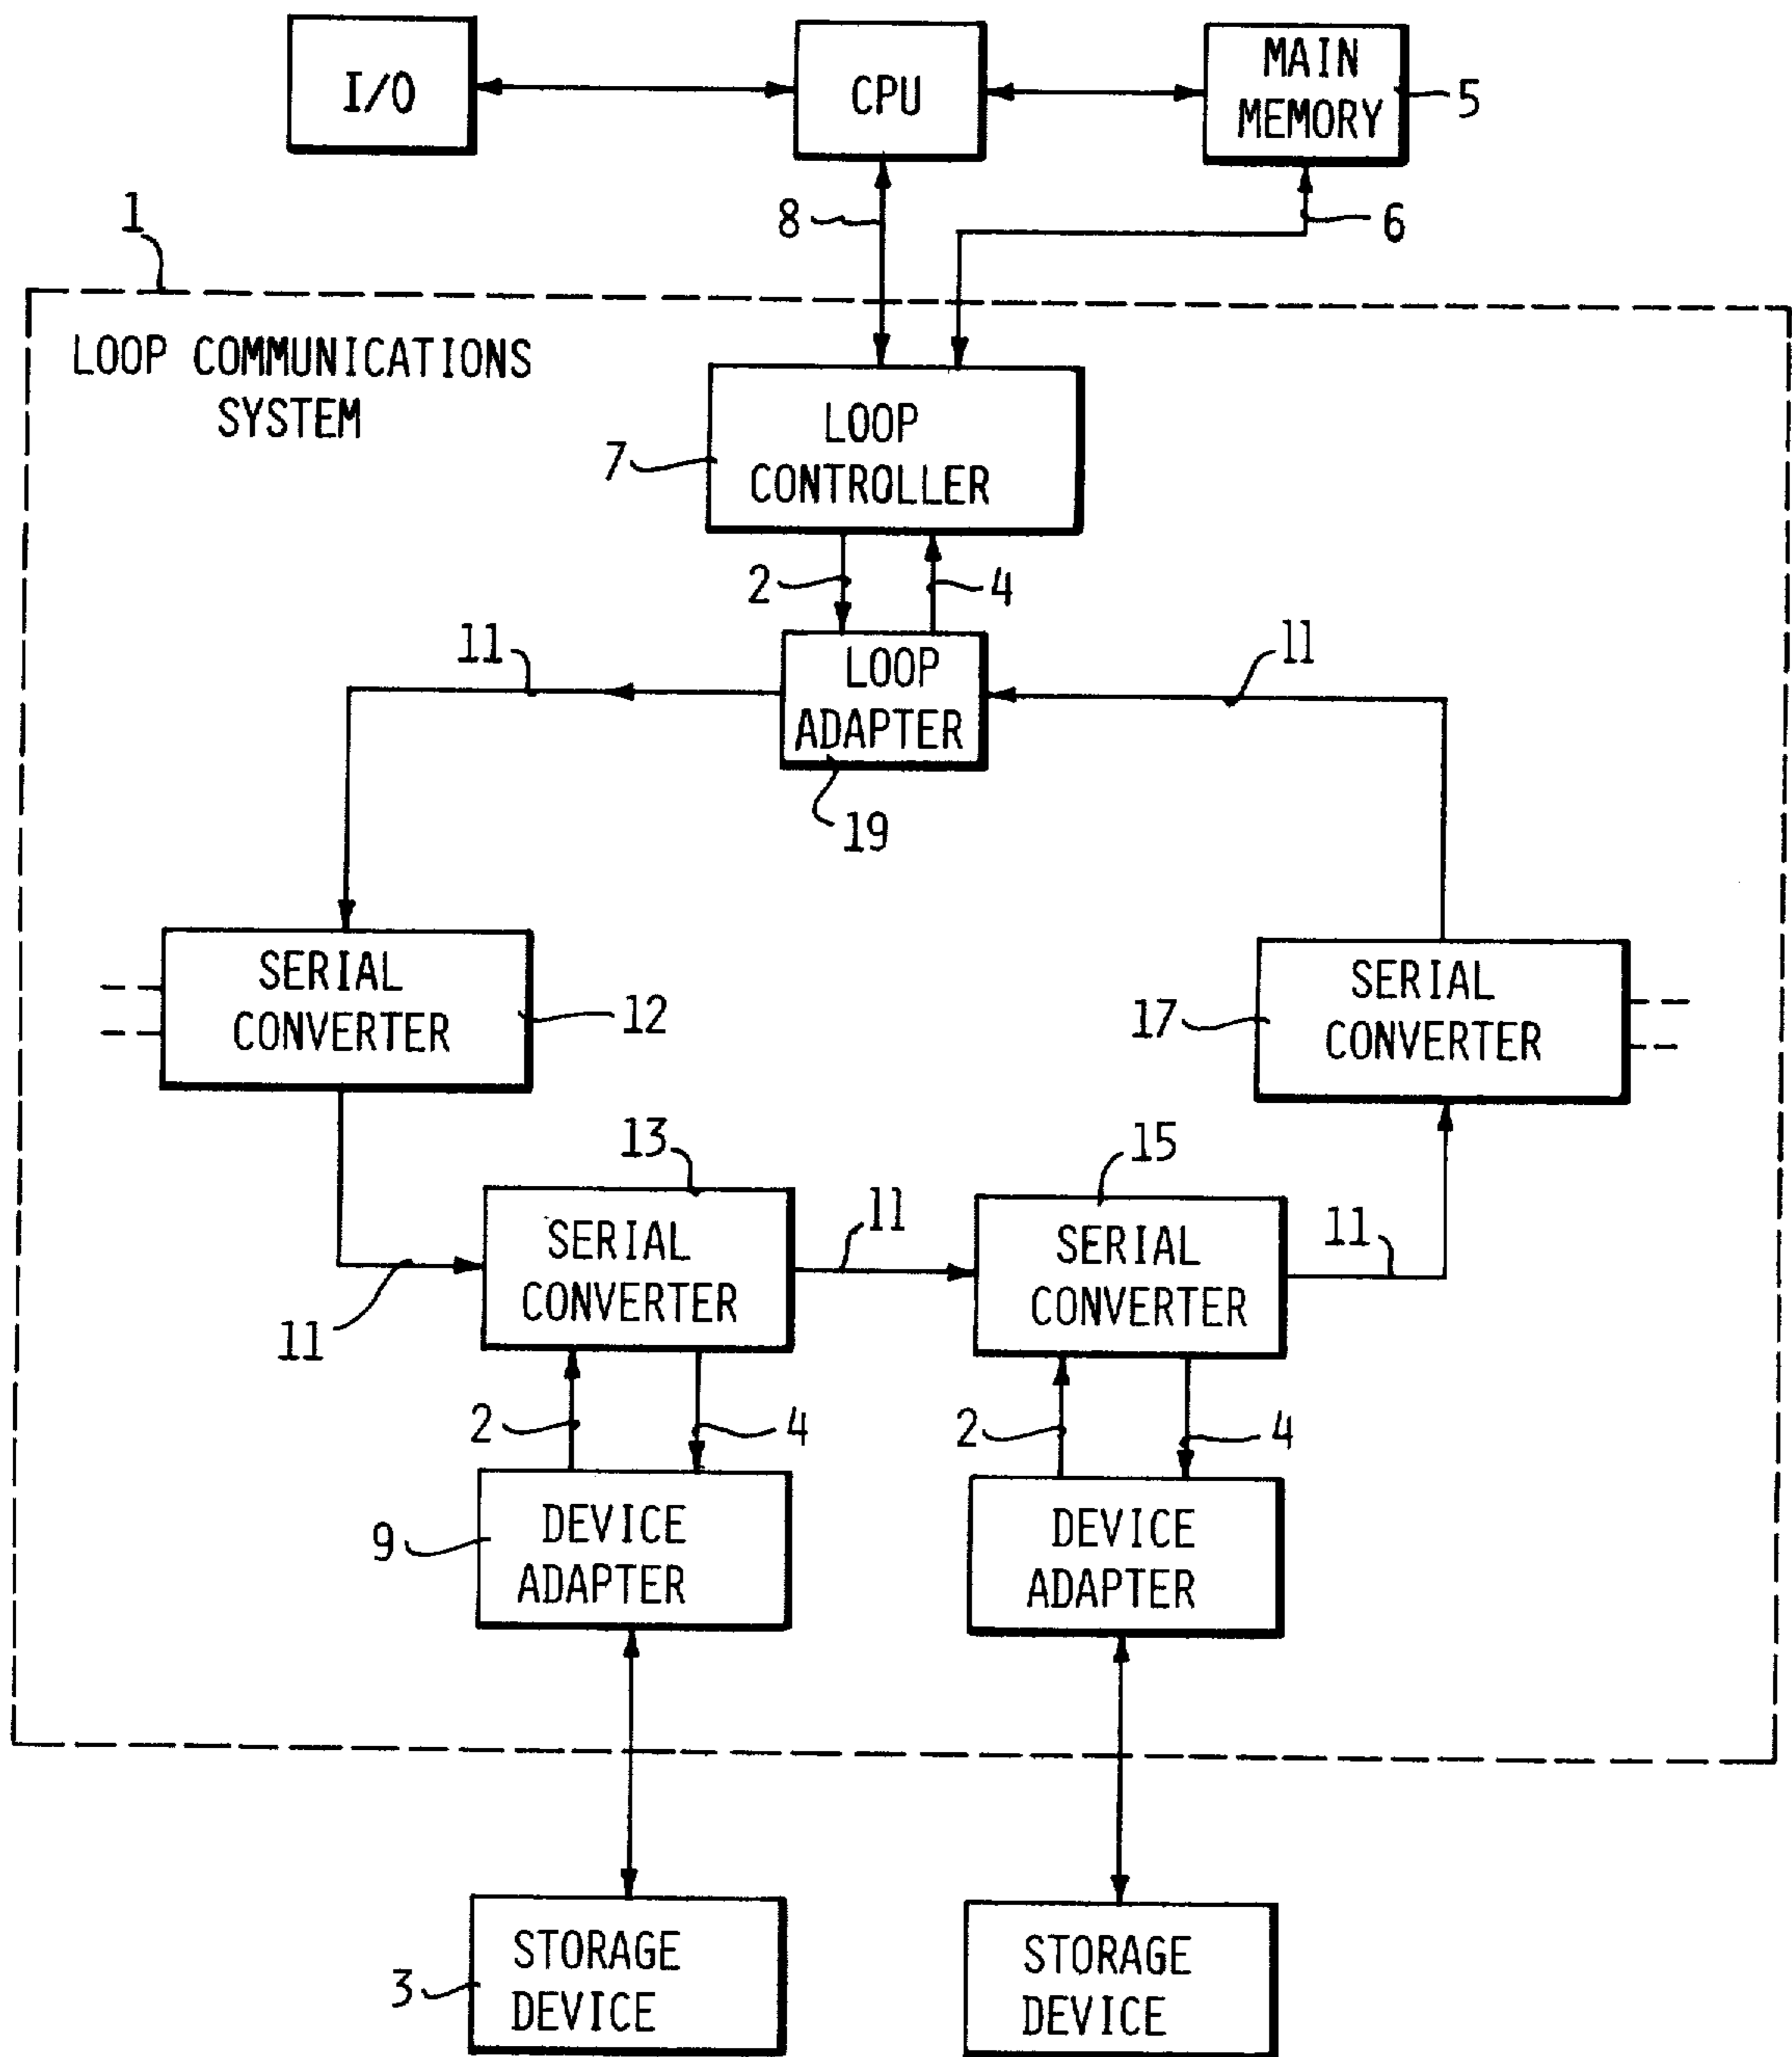 I/O
CPU
MAIN
MEMORY
5
8
6
1
LOOP COMMUNICATIONS
SYSTEM
LOOP
CONTROLLER
7
2
4
11
LOOP
ADAPTER
11
19
SERIAL
CONVERTER
12
SERIAL
CONVERTER
17
13
15
SERIAL
CONVERTER
11
SERIAL
CONVERTER
11
11
2
4
2
4
DEVICE
ADAPTER
9
DEVICE
ADAPTER
STORAGE
DEVICE
3
STORAGE
DEVICE